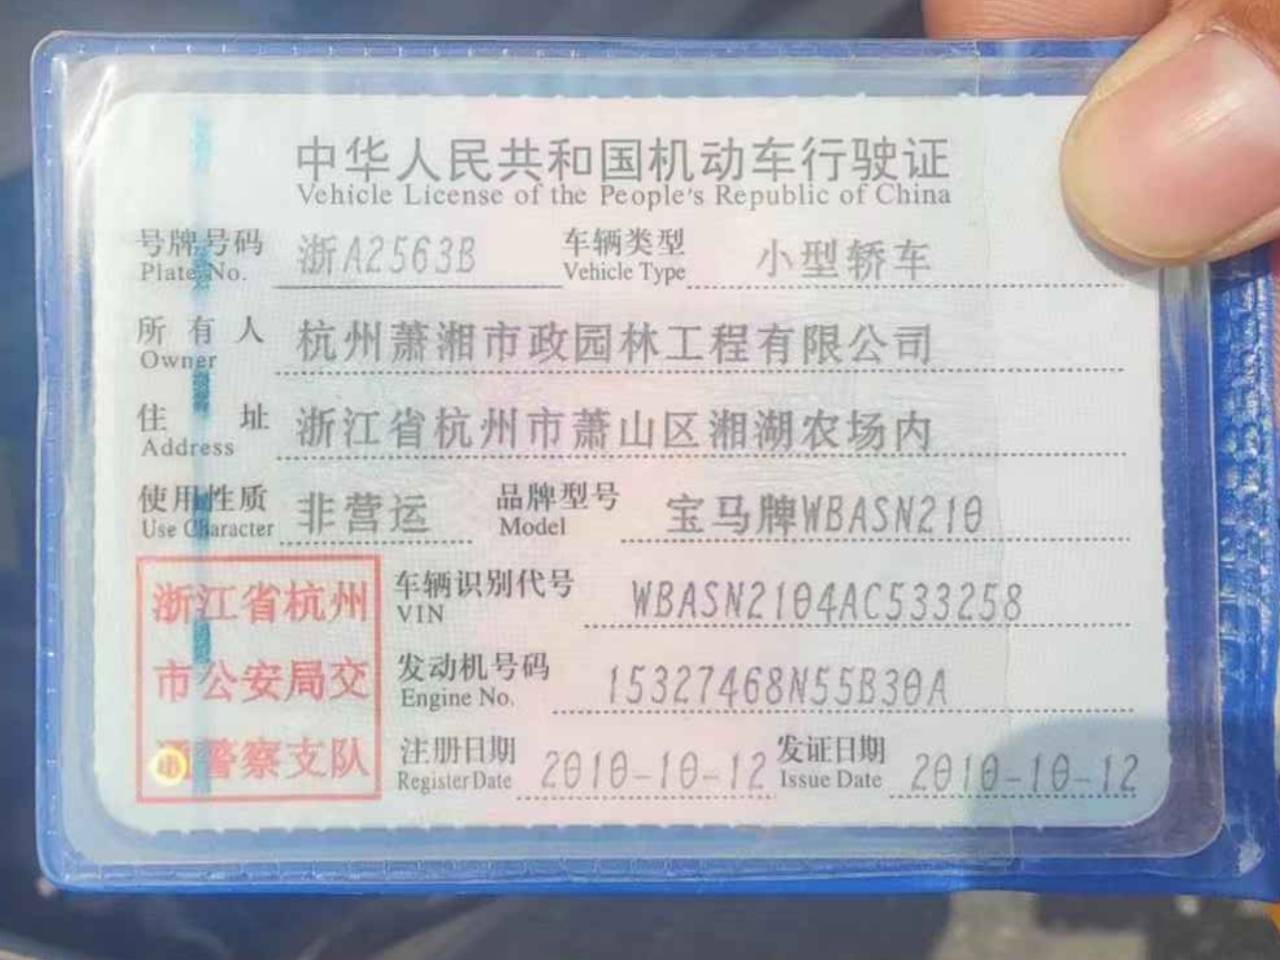 中华人民共和国机动车行驶证
Vehicle License of the People's Republic of China
号牌号码 浙A2563B 车辆类型 小型轿车
Plate No. Vehicle Type
所有人 杭州萧湘市政园林工程有限公司
Owner
住址 浙江省杭州市萧山区湘湖农场内
Address
使用性质 非营运 品牌型号 宝马牌WBASN210
Use Character Model
浙江省杭州
市公安局交
通警察支队
车辆识别代号 WBASN2104AC533258
VIN
发动机号码 15327468N55B30A
Engine No.
注册日期 2010-10-12 发证日期 2010-10-12
Register Date Issue Date